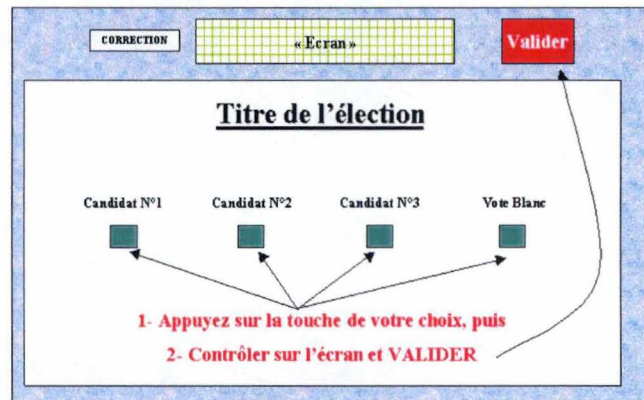 CORRECTION
« Ecran »
Valider
Titre de l'élection
Candidat N°1
Candidat N°2
Candidat N°3
Vote Blanc
1- Appuyez sur la touche de votre choix, puis
2- Contrôler sur l'écran et VALIDER